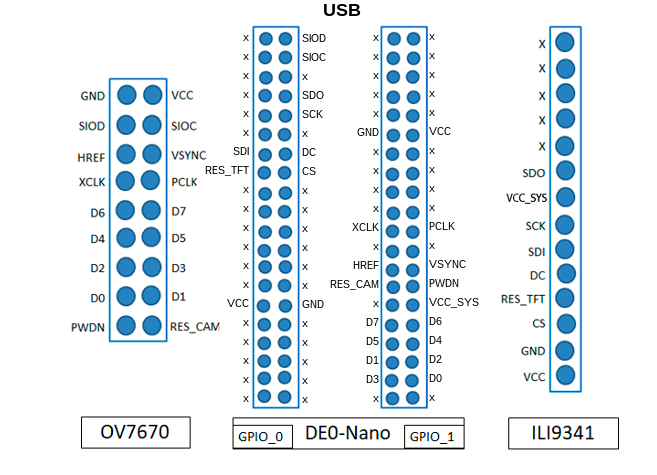 USB
GND VCC
SIOD SIOC
HREF VSYNC
XCLK PCLK
D6 D7
D4 D5
D2 D3
D0 D1
PWDN RES_CAM
OV7670
x SIOD
x SIOC
x x
x SDO
x SCK
x x
SDI DC
RES_TFT CS
x x
x x
x x
x x
x x
x x
VCC GND
x x
x x
x x
x x
x x
x x
x x
x x
x x
x x
GND VCC
x x
x x
x x
x x
XCLK PCLK
x x
HREF VSYNC
RES_CAM PWDN
x VCC_SYS
D7 D6
D5 D4
D1 D2
D3 D0
x x
GPIO_0 DE0-Nano GPIO_1
X
X
X
X
X
SDO
VCC_SYS
SCK
SDI
DC
RES_TFT
CS
GND
VCC
ILI9341